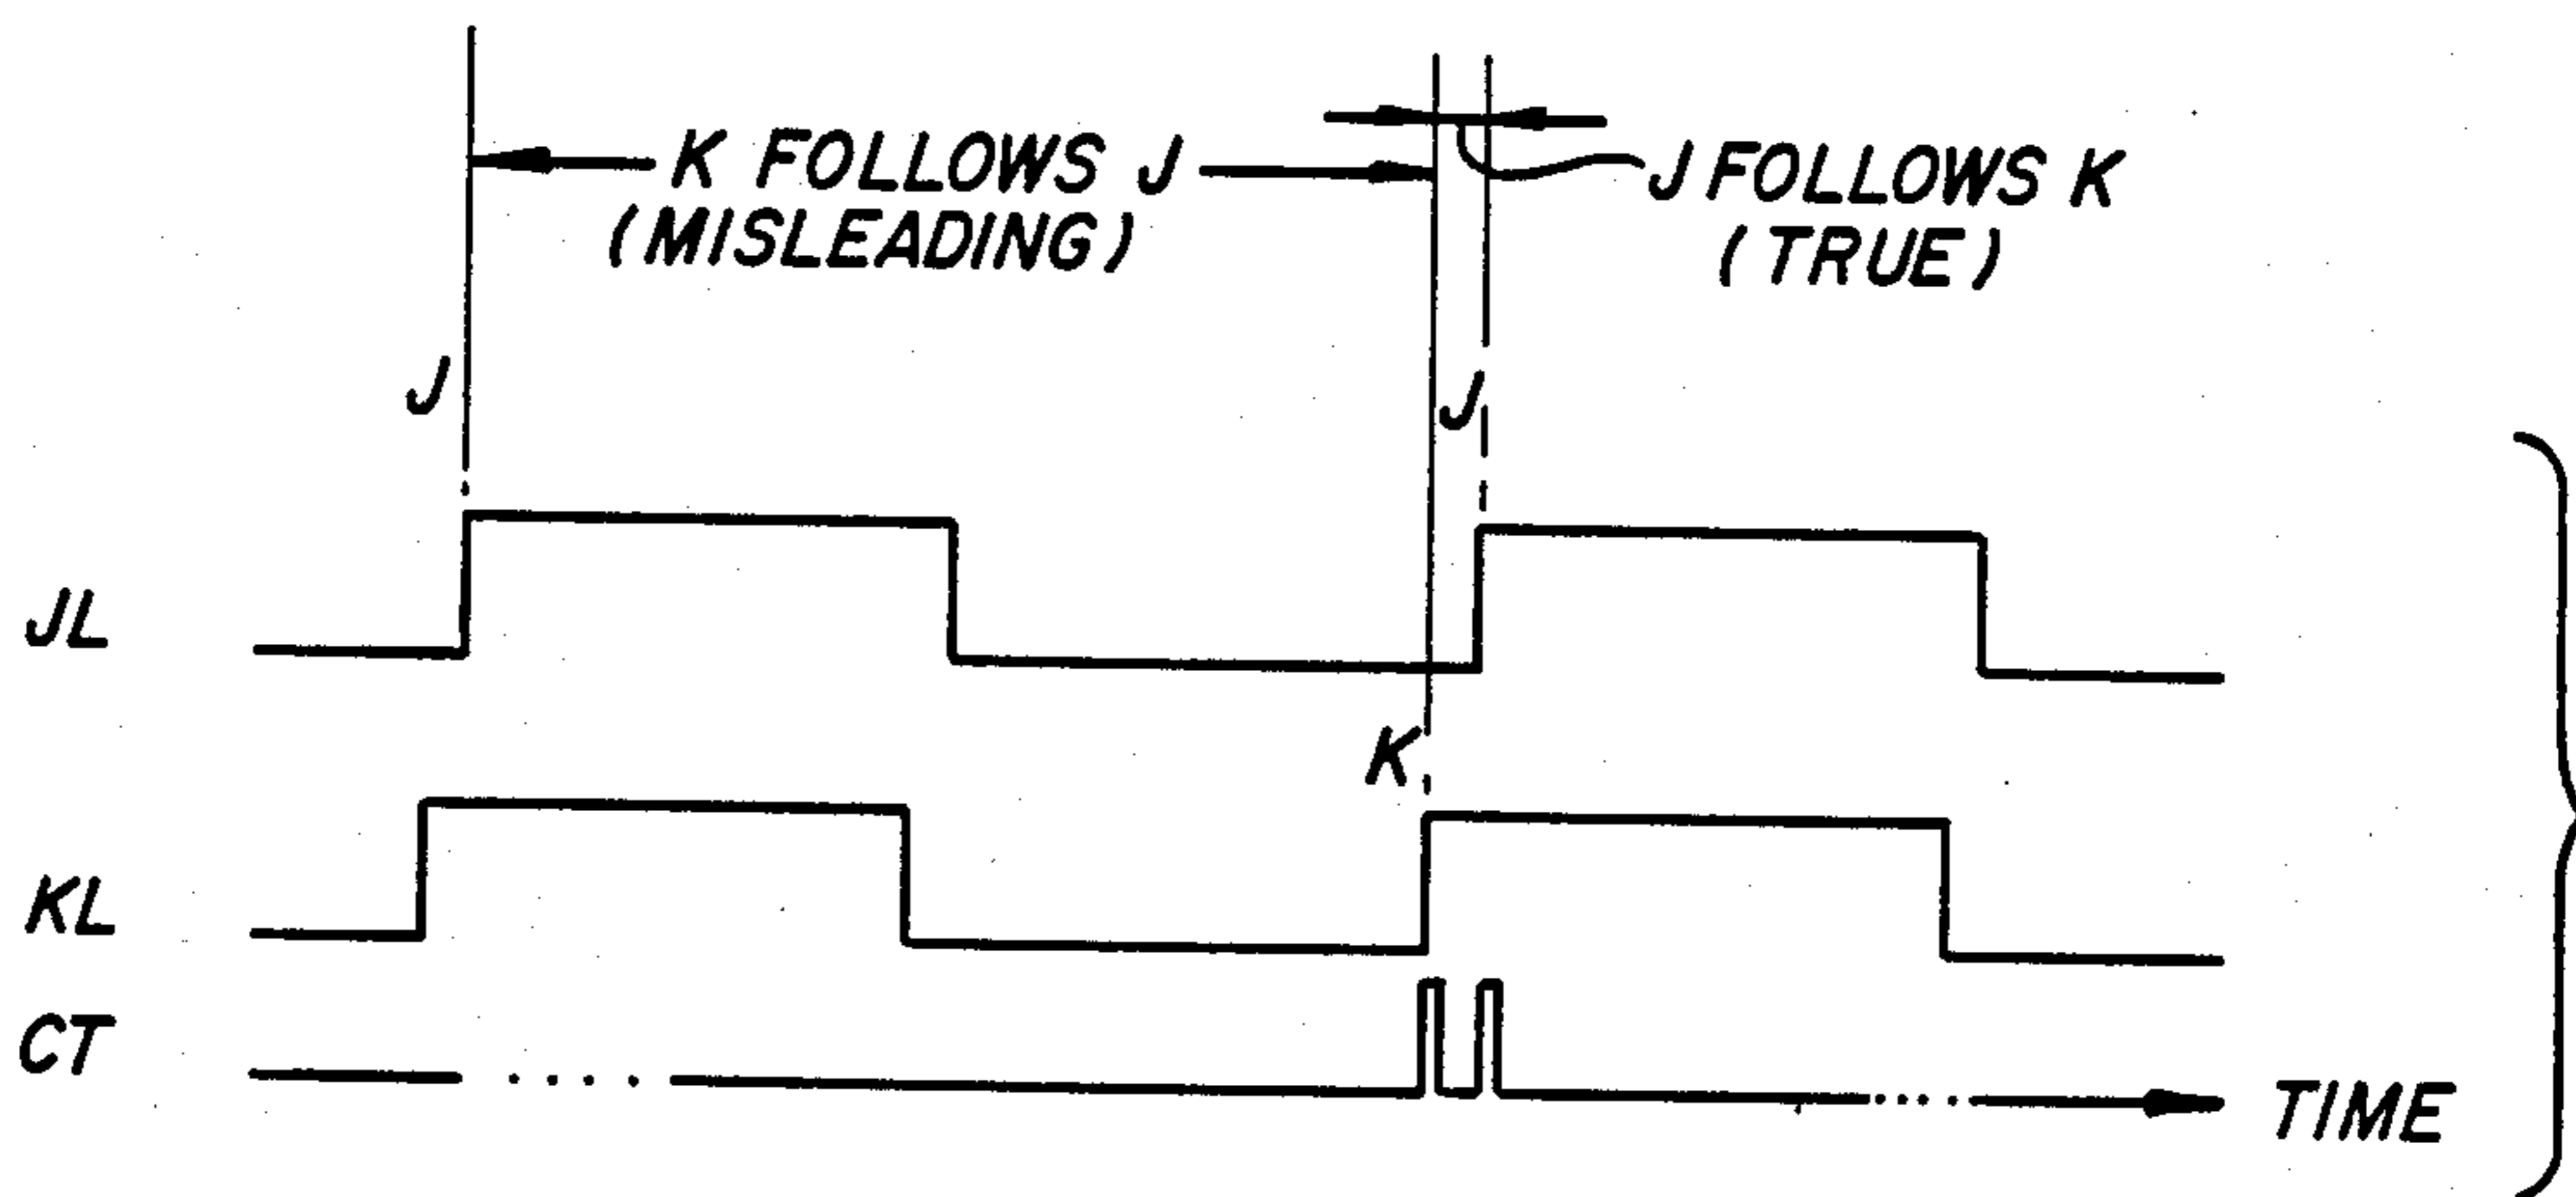 K FOLLOWS J
(MISLEADING)
J FOLLOWS K
(TRUE)
J
J
JL
K
KL
CT
TIME